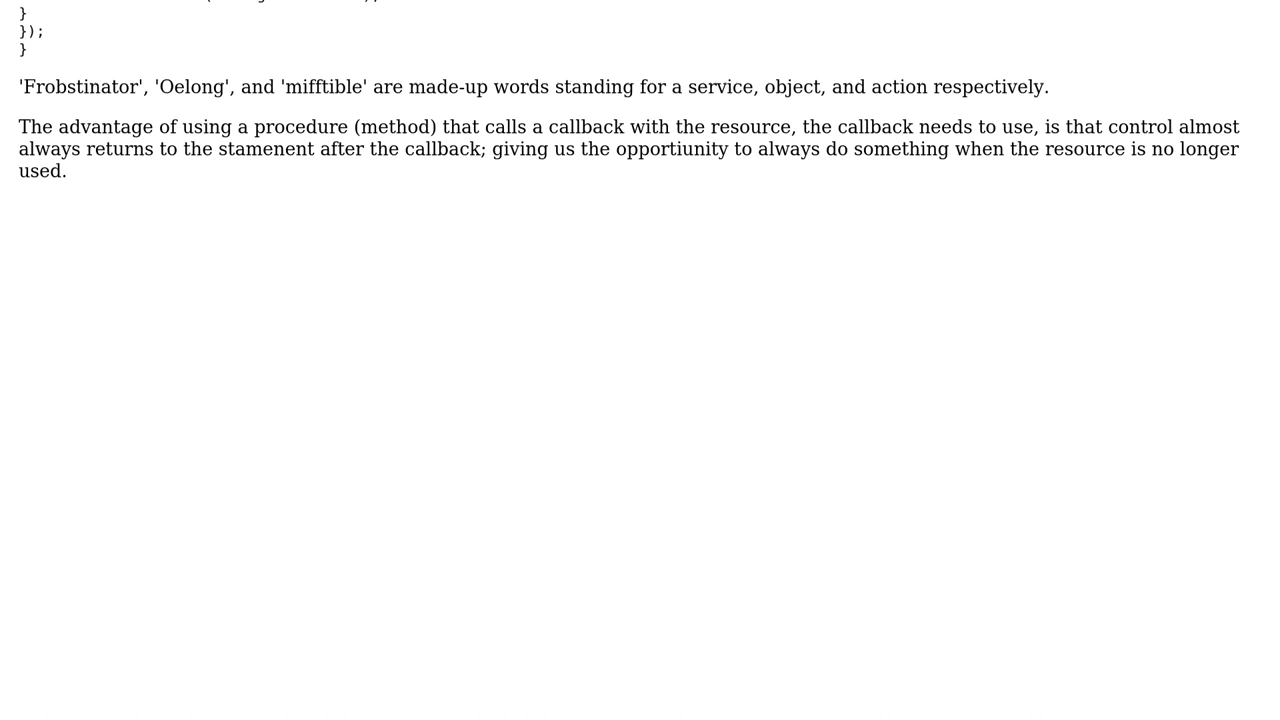 }
});
}
'Frobstinator', 'Oelong', and 'mifftible' are made-up words standing for a service, object, and action respectively.
The advantage of using a procedure (method) that calls a callback with the resource, the callback needs to use, is that control almost
always returns to the stamenent after the callback; giving us the opportiunity to always do something when the resource is no longer
used.